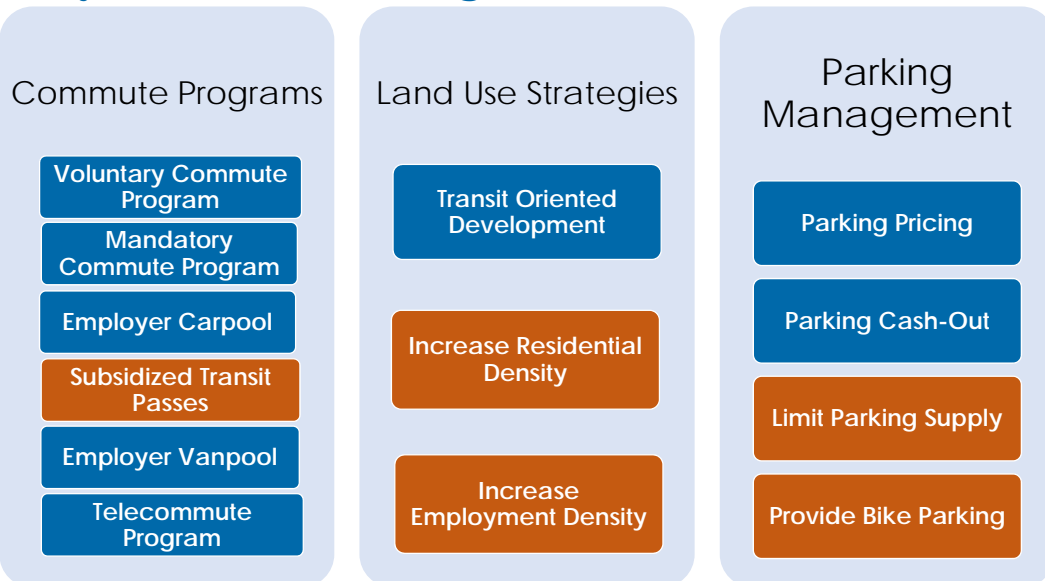 Commute Programs
Voluntary Commute
Program
Mandatory
Commute Program
Employer Carpool
Subsidized Transit
Passes
Employer Vanpool
Telecommute
Program
Land Use Strategies
Transit Oriented
Development
Increase Residential
Density
Increase
Employment Density
Parking
Management
Parking Pricing
Parking Cash-Out
Limit Parking Supply
Provide Bike Parking